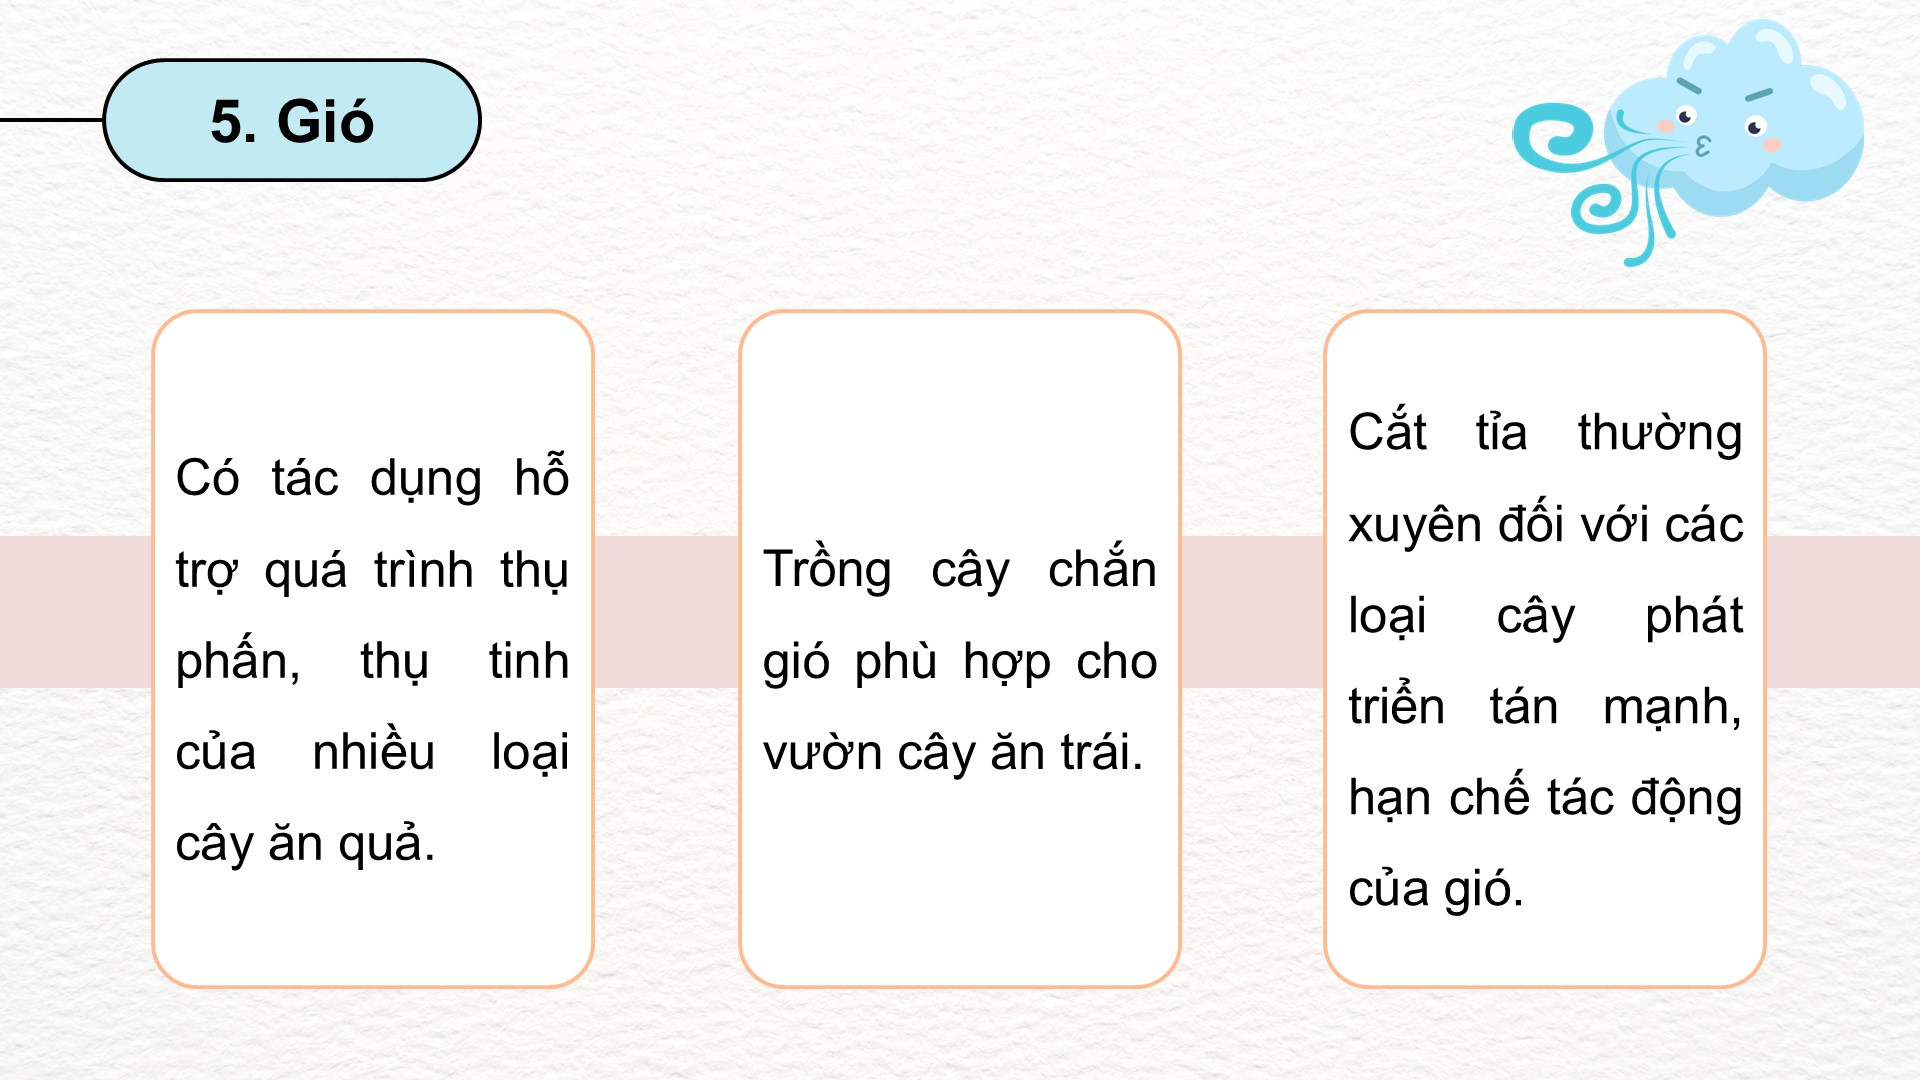 5. Gió
Có tác dụng hỗ
trợ quá trình thụ
phấn, thụ tinh
của nhiều loại
cây ăn quả.
Trồng cây chắn
gió phù hợp cho
vườn cây ăn trái.
Cắt tỉa thường
xuyên đối với các
loại cây phát
triển tán mạnh,
hạn chế tác động
của gió.